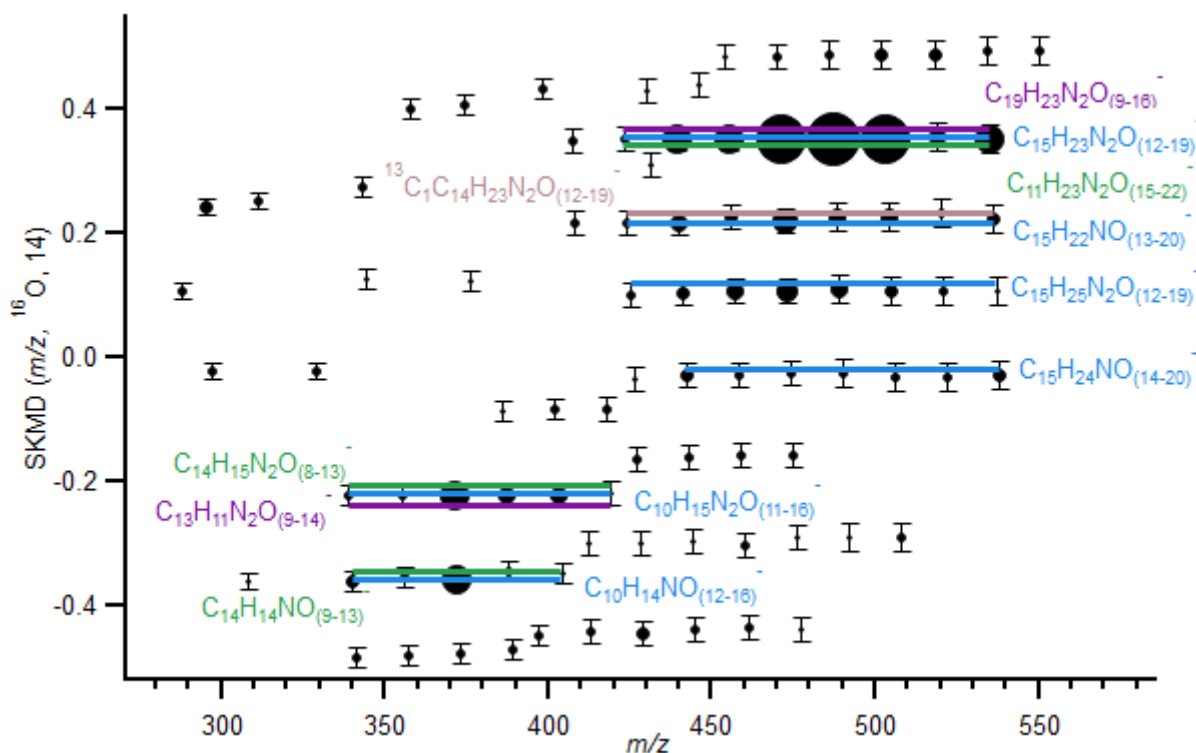 SKMD (m/z, ¹⁶O, 14)
0.4
0.2
0.0
-0.2
-0.4
C₁₉H₂₃N₂O₍₉₋₁₆₎⁻
C₁₅H₂₃N₂O₍₁₂₋₁₉₎⁻
¹³C₁C₁₄H₂₃N₂O₍₁₂₋₁₉₎⁻
C₁₁H₂₃N₂O₍₁₅₋₂₂₎⁻
C₁₅H₂₂NO₍₁₃₋₂₀₎⁻
C₁₅H₂₅N₂O₍₁₂₋₁₉₎⁻
C₁₅H₂₄NO₍₁₄₋₂₀₎⁻
C₁₄H₁₅N₂O₍₈₋₁₃₎⁻
C₁₃H₁₁N₂O₍₉₋₁₄₎⁻
C₁₀H₁₅N₂O₍₁₁₋₁₆₎⁻
C₁₄H₁₄NO₍₉₋₁₃₎⁻
C₁₀H₁₄NO₍₁₂₋₁₆₎⁻
300 350 400 450 500 550
m/z